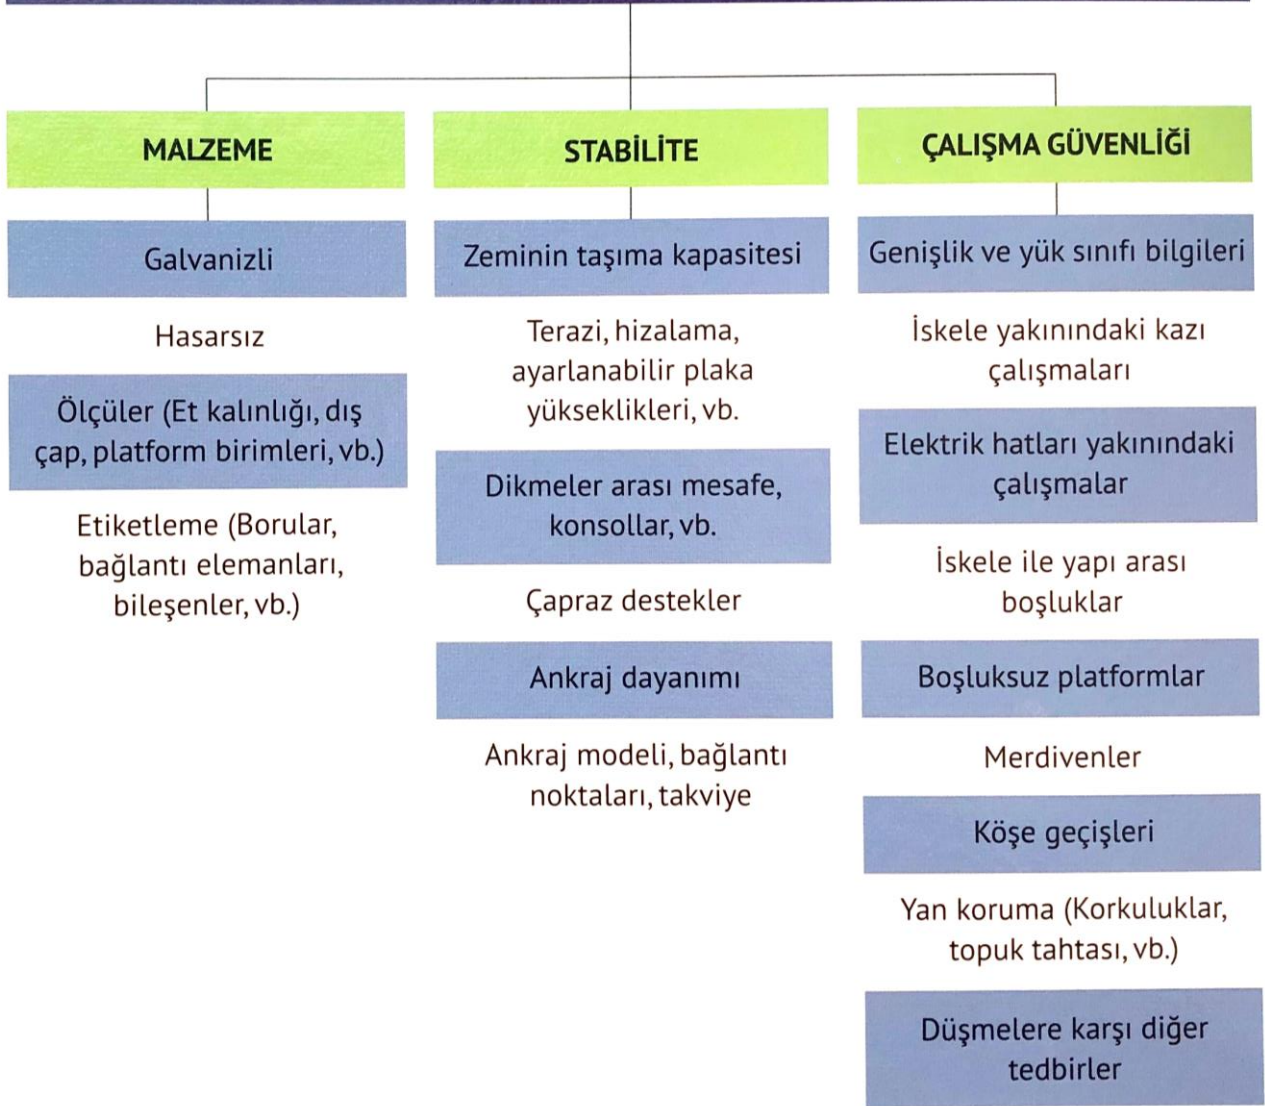 MALZEME
Galvanizli
Hasarsız
Ölçüler (Et kalınlığı, dış
çap, platform birimleri, vb.)
Etiketleme (Borular,
bağlantı elemanları,
bileşenler, vb.)
STABİLİTE
Zeminin taşıma kapasitesi
Terazi, hizalama,
ayarlanabilir plaka
yükseklikleri, vb.
Dikmeler arası mesafe,
konsollar, vb.
Çapraz destekler
Ankraj dayanımı
Ankraj modeli, bağlantı
noktaları, takviye
ÇALIŞMA GÜVENLİĞİ
Genişlik ve yük sınıfı bilgileri
İskele yakınındaki kazı
çalışmaları
Elektrik hatları yakınındaki
çalışmalar
İskele ile yapı arası
boşluklar
Boşluksuz platformlar
Merdivenler
Köşe geçişleri
Yan koruma (Korkuluklar,
topuk tahtası, vb.)
Düşmelere karşı diğer
tedbirler